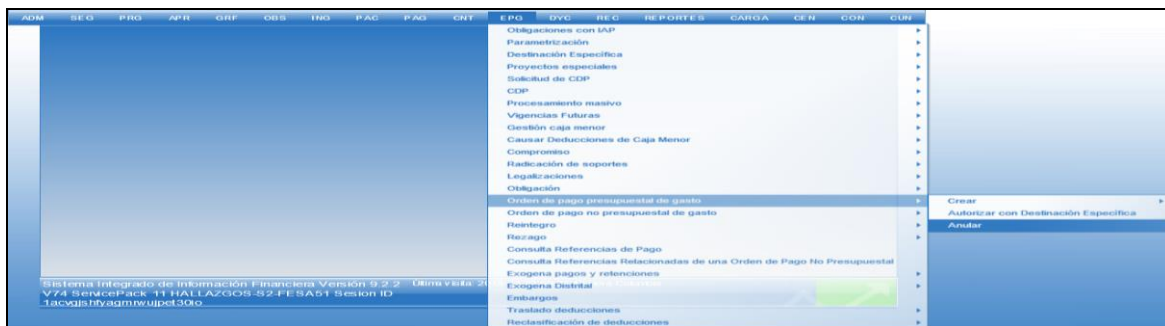 ADM SEG PRG APR GRF OBS ING PAC PAG CNT EPG DYC REC REPORTES CARGA CEN CON CUN
Obligaciones con IAP
Parametrización
Destinación Específica
Proyectos especiales
Solicitud de CDP
CDP
Procesamiento masivo
Vigencias Futuras
Gestión caja menor
Causar Deducciones de Caja Menor
Compromiso
Radicación de soportes
Legalizaciones
Obligación
Orden de pago presupuestal de gasto
Crear
Orden de pago no presupuestal de gasto
Autorizar con Destinación Específica
Reintegro
Anular
Rezago
Consulta Referencias de Pago
Consulta Referencias Relacionadas de una Orden de Pago No Presupuestal
Exogena pagos y retenciones
Exogena Distrital
Embargos
Traslado deducciones
Reclasificación de deducciones
Sistema Integrado de Información Financiera Versión 9.2.2 Última visita: 2
V74 ServicePack 11 HALLAZGOS-S2-FESA51 Sesion ID